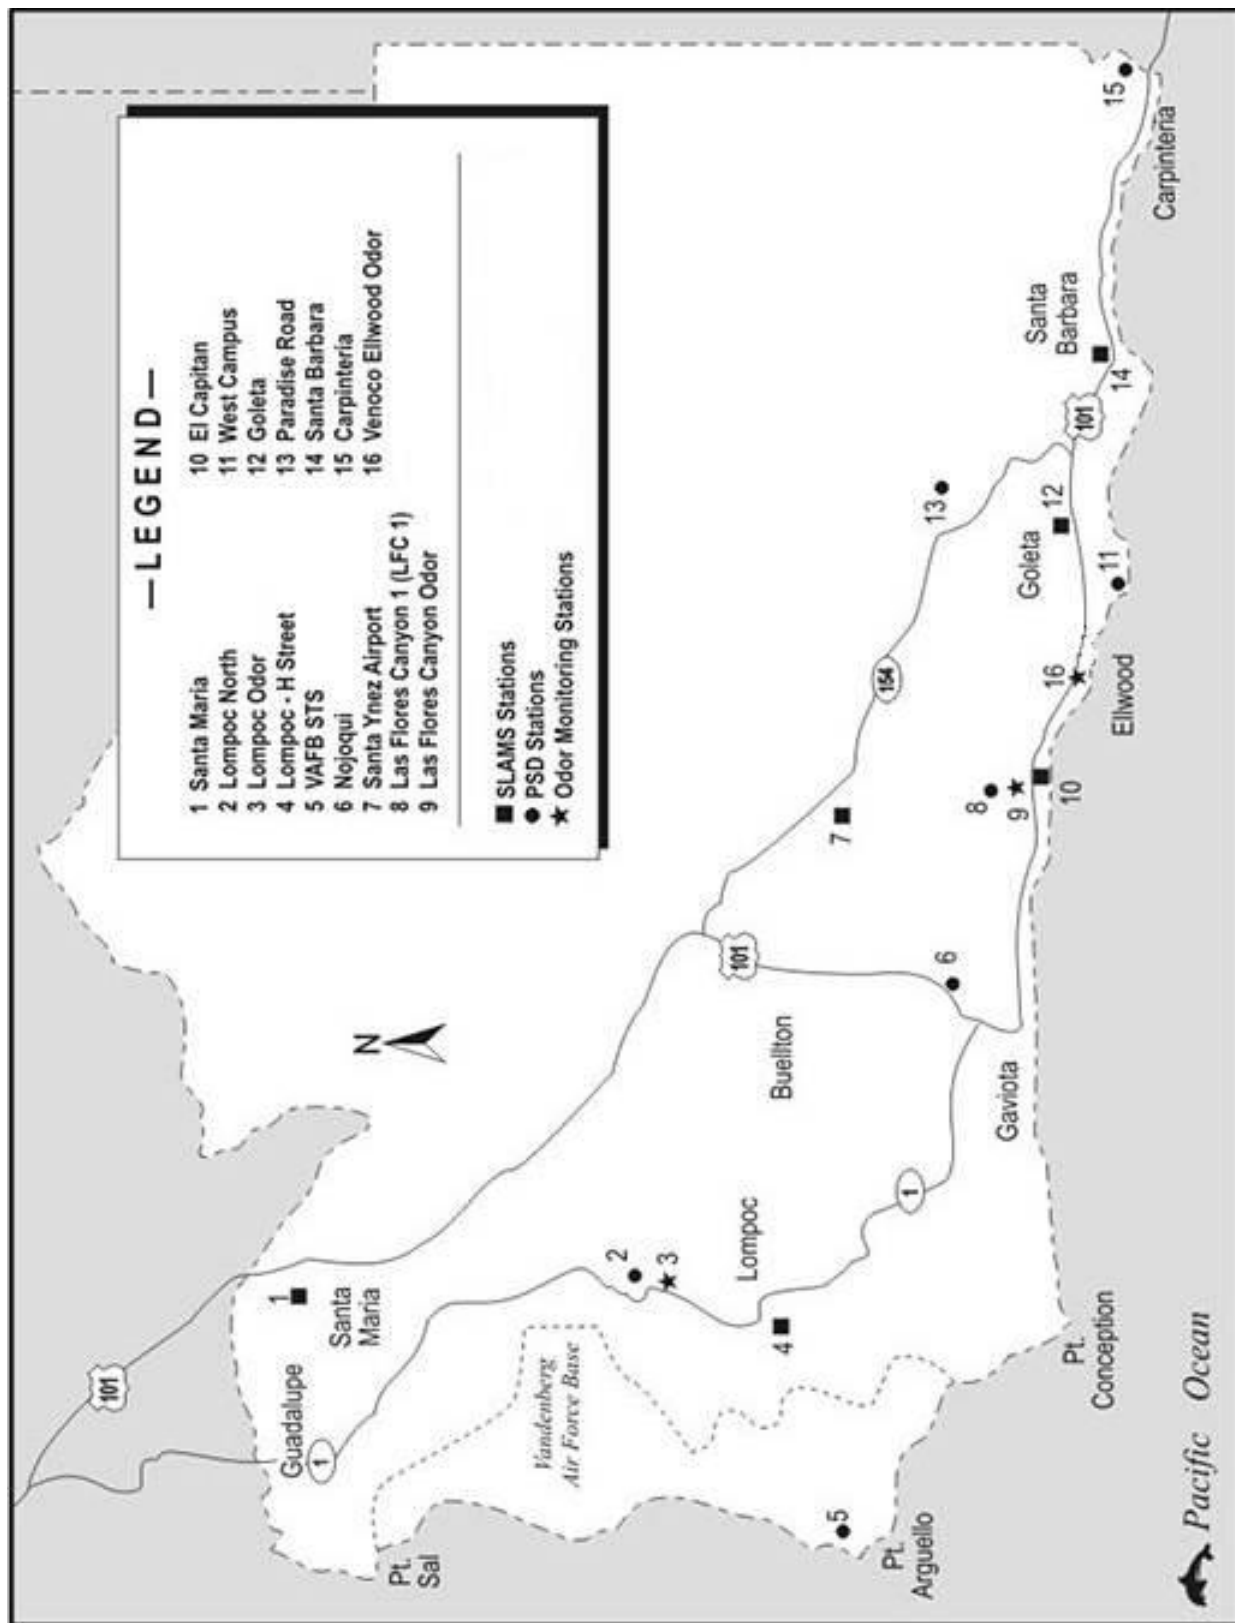 —LEGEND—
1 Santa Maria
2 Lompoc North
3 Lompoc Odor
4 Lompoc - H Street
5 VAFB STS
6 Nojoqui
7 Santa Ynez Airport
8 Las Flores Canyon 1 (LFC 1)
9 Las Flores Canyon Odor
10 El Capitan
11 West Campus
12 Goleta
13 Paradise Road
14 Santa Barbara
15 Carpinteria
16 Venoco Ellwood Odor
SLAMS Stations
PSD Stations
Odor Monitoring Stations
101
Guadalupe
1
1
Santa
Maria
N
Pt.
Sal
Vandenberg
Air Force Base
2
3
Lompoc
4
5
Pt.
Arguello
1
Buellton
101
6
Gaviota
Pt.
Conception
7
154
8
9
10
16
Ellwood
11
Goleta
12
13
101
Santa
Barbara
14
15
Carpinteria
Pacific Ocean